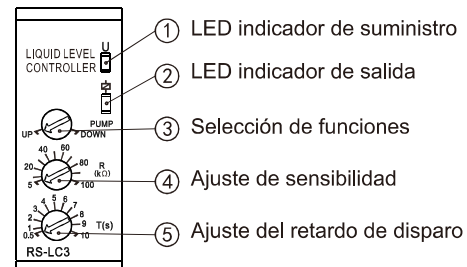 ① LED indicador de suministro
LIQUID LEVEL CONTROLLER
U
② LED indicador de salida
PUMP
UP DOWN
③ Selección de funciones
5 20 40 60 80 100
R (kΩ)
④ Ajuste de sensibilidad
0.5 1 2 3 4 5 6 7 8 9 10
T(s)
⑤ Ajuste del retardo de disparo
RS-LC3